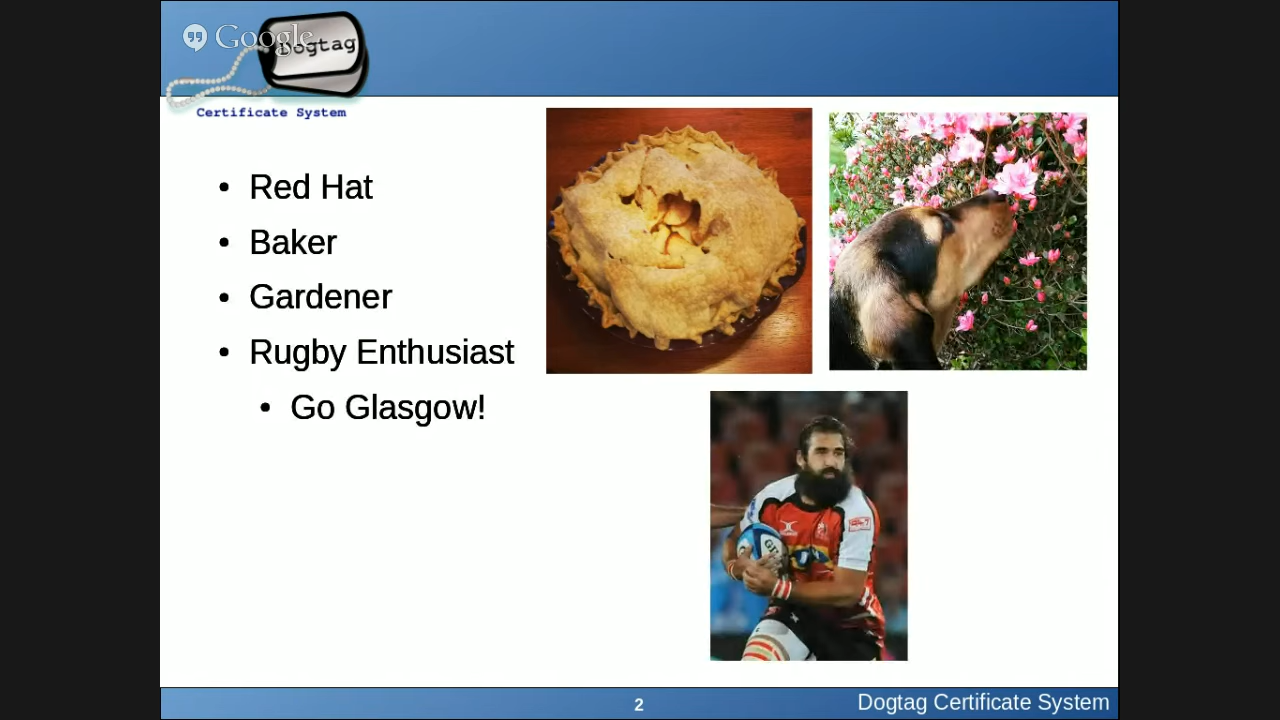 Google
Dogtag
Certificate System
Red Hat
Baker
Gardener
Rugby Enthusiast
Go Glasgow!
2
Dogtag Certificate System